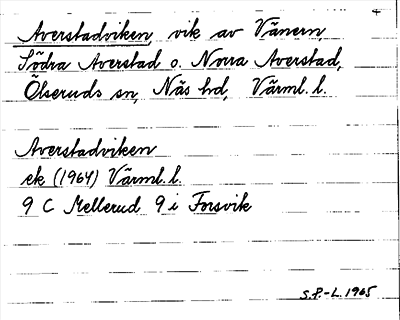 4
Averstadviken, vik av Vänern
Södra Averstad o. Norra Averstad,
Ölseruds sn, Näs hd, Värml. l.
Averstadviken
ek (1964) Värml. l.
9 C Mellerud 9 i Forsvik
S.P.-L. 1965